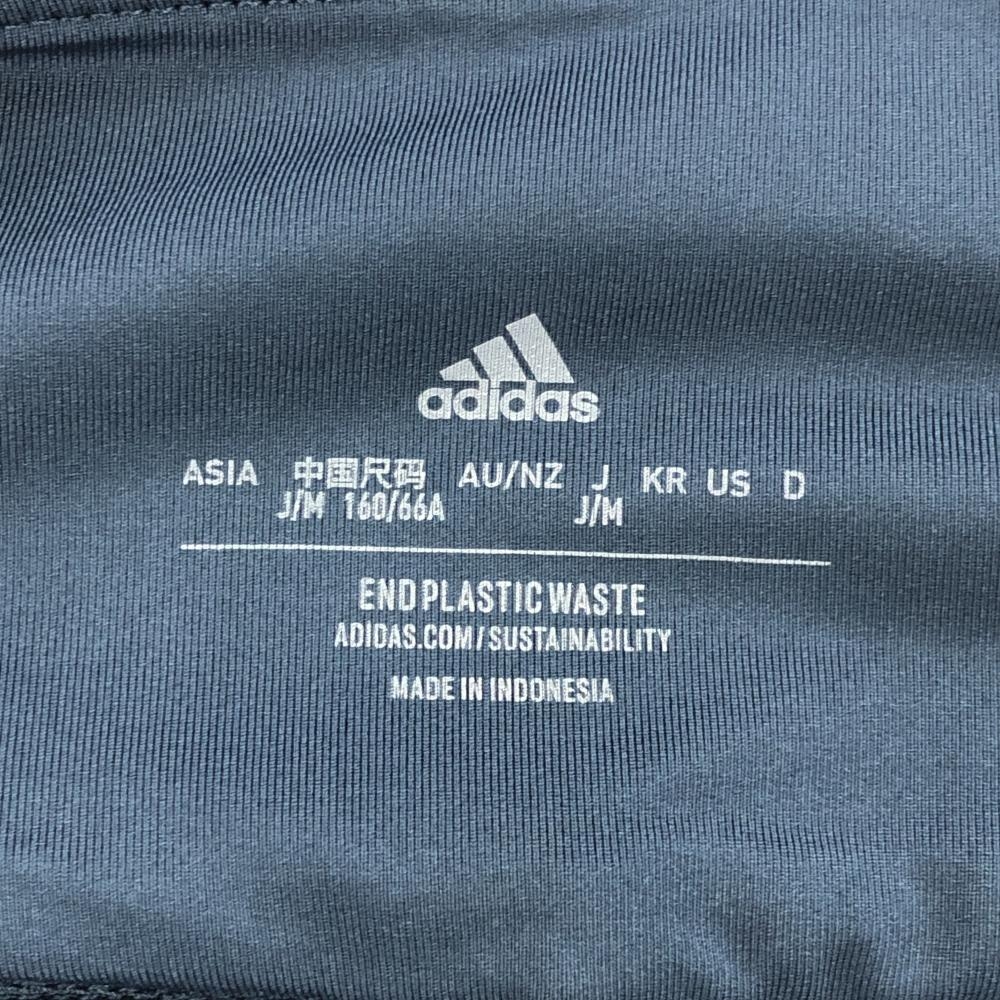 adidas
ASIA 中国尺码 AU/NZ J KR US D
J/M 160/66A J/M
END PLASTIC WASTE
ADIDAS.COM/SUSTAINABILITY
MADE IN INDONESIA